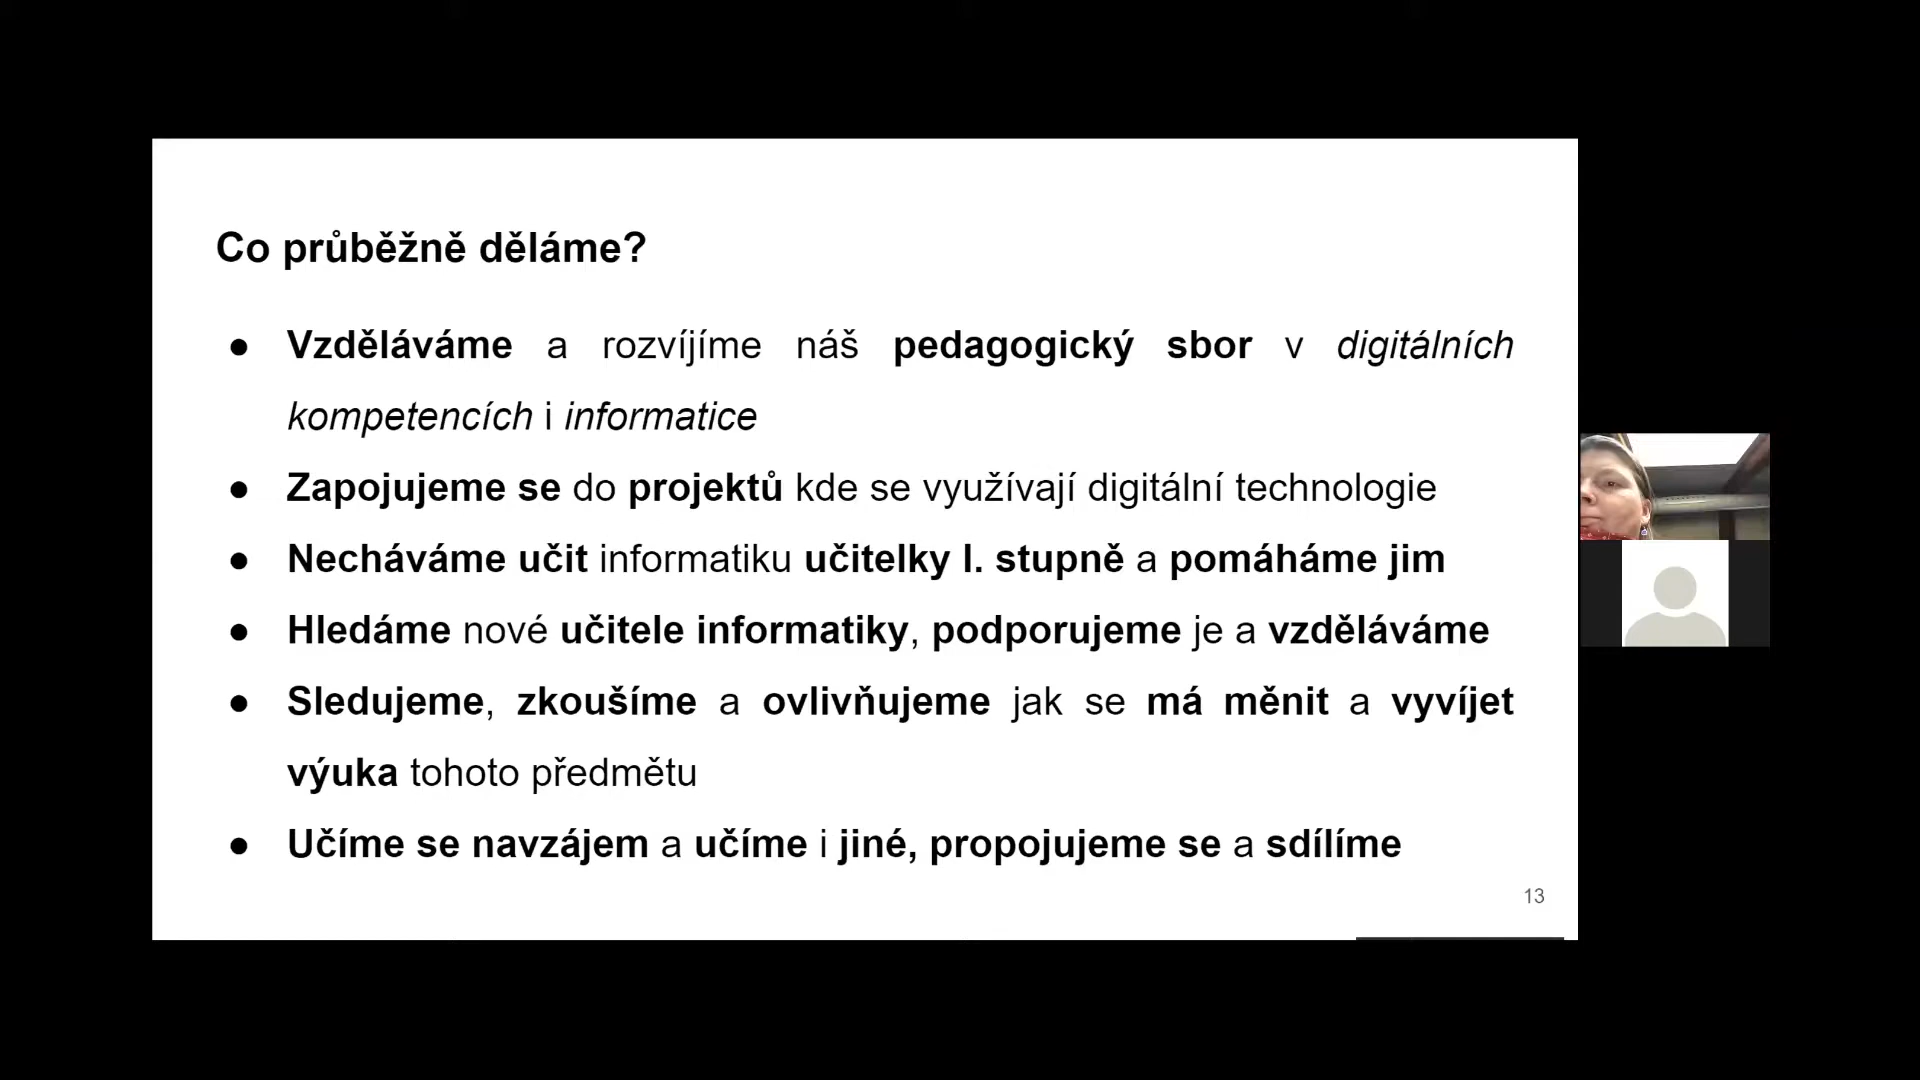 Co průběžně děláme?
● Vzděláváme a rozvíjíme náš pedagogický sbor v digitálních
kompetencích i informatice
● Zapojujeme se do projektů kde se využívají digitální technologie
● Necháváme učit informatiku učitelky I. stupně a pomáháme jim
● Hledáme nové učitele informatiky, podporujeme je a vzděláváme
● Sledujeme, zkoušíme a ovlivňujeme jak se má měnit a vyvíjet
výuka tohoto předmětu
● Učíme se navzájem a učíme i jiné, propojujeme se a sdílíme
13